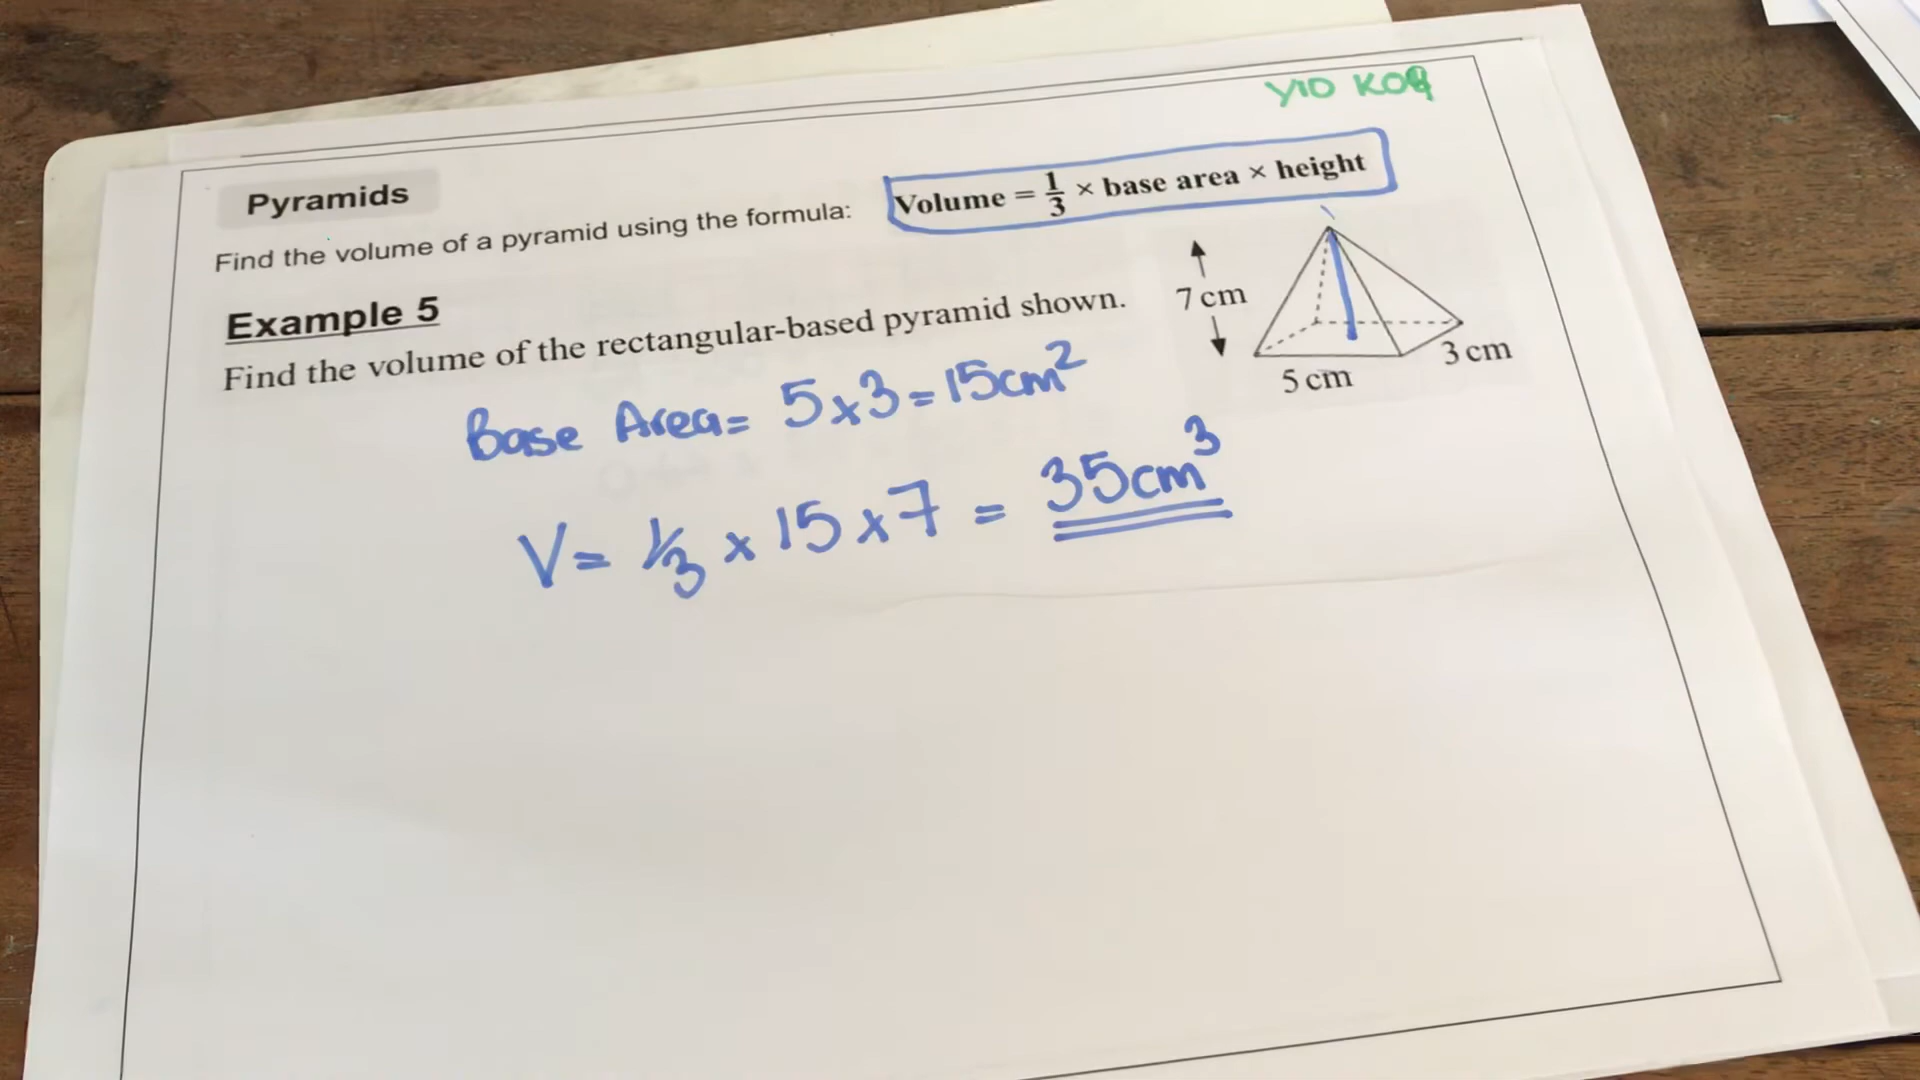 Y10 KO9
Pyramids
Find the volume of a pyramid using the formula:
Volume = 1/3 × base area × height
Example 5
Find the volume of the rectangular-based pyramid shown.
7 cm
5 cm
3 cm
Base Area = 5 x 3 = 15cm²
V = 1/3 x 15 x 7 = 35cm³